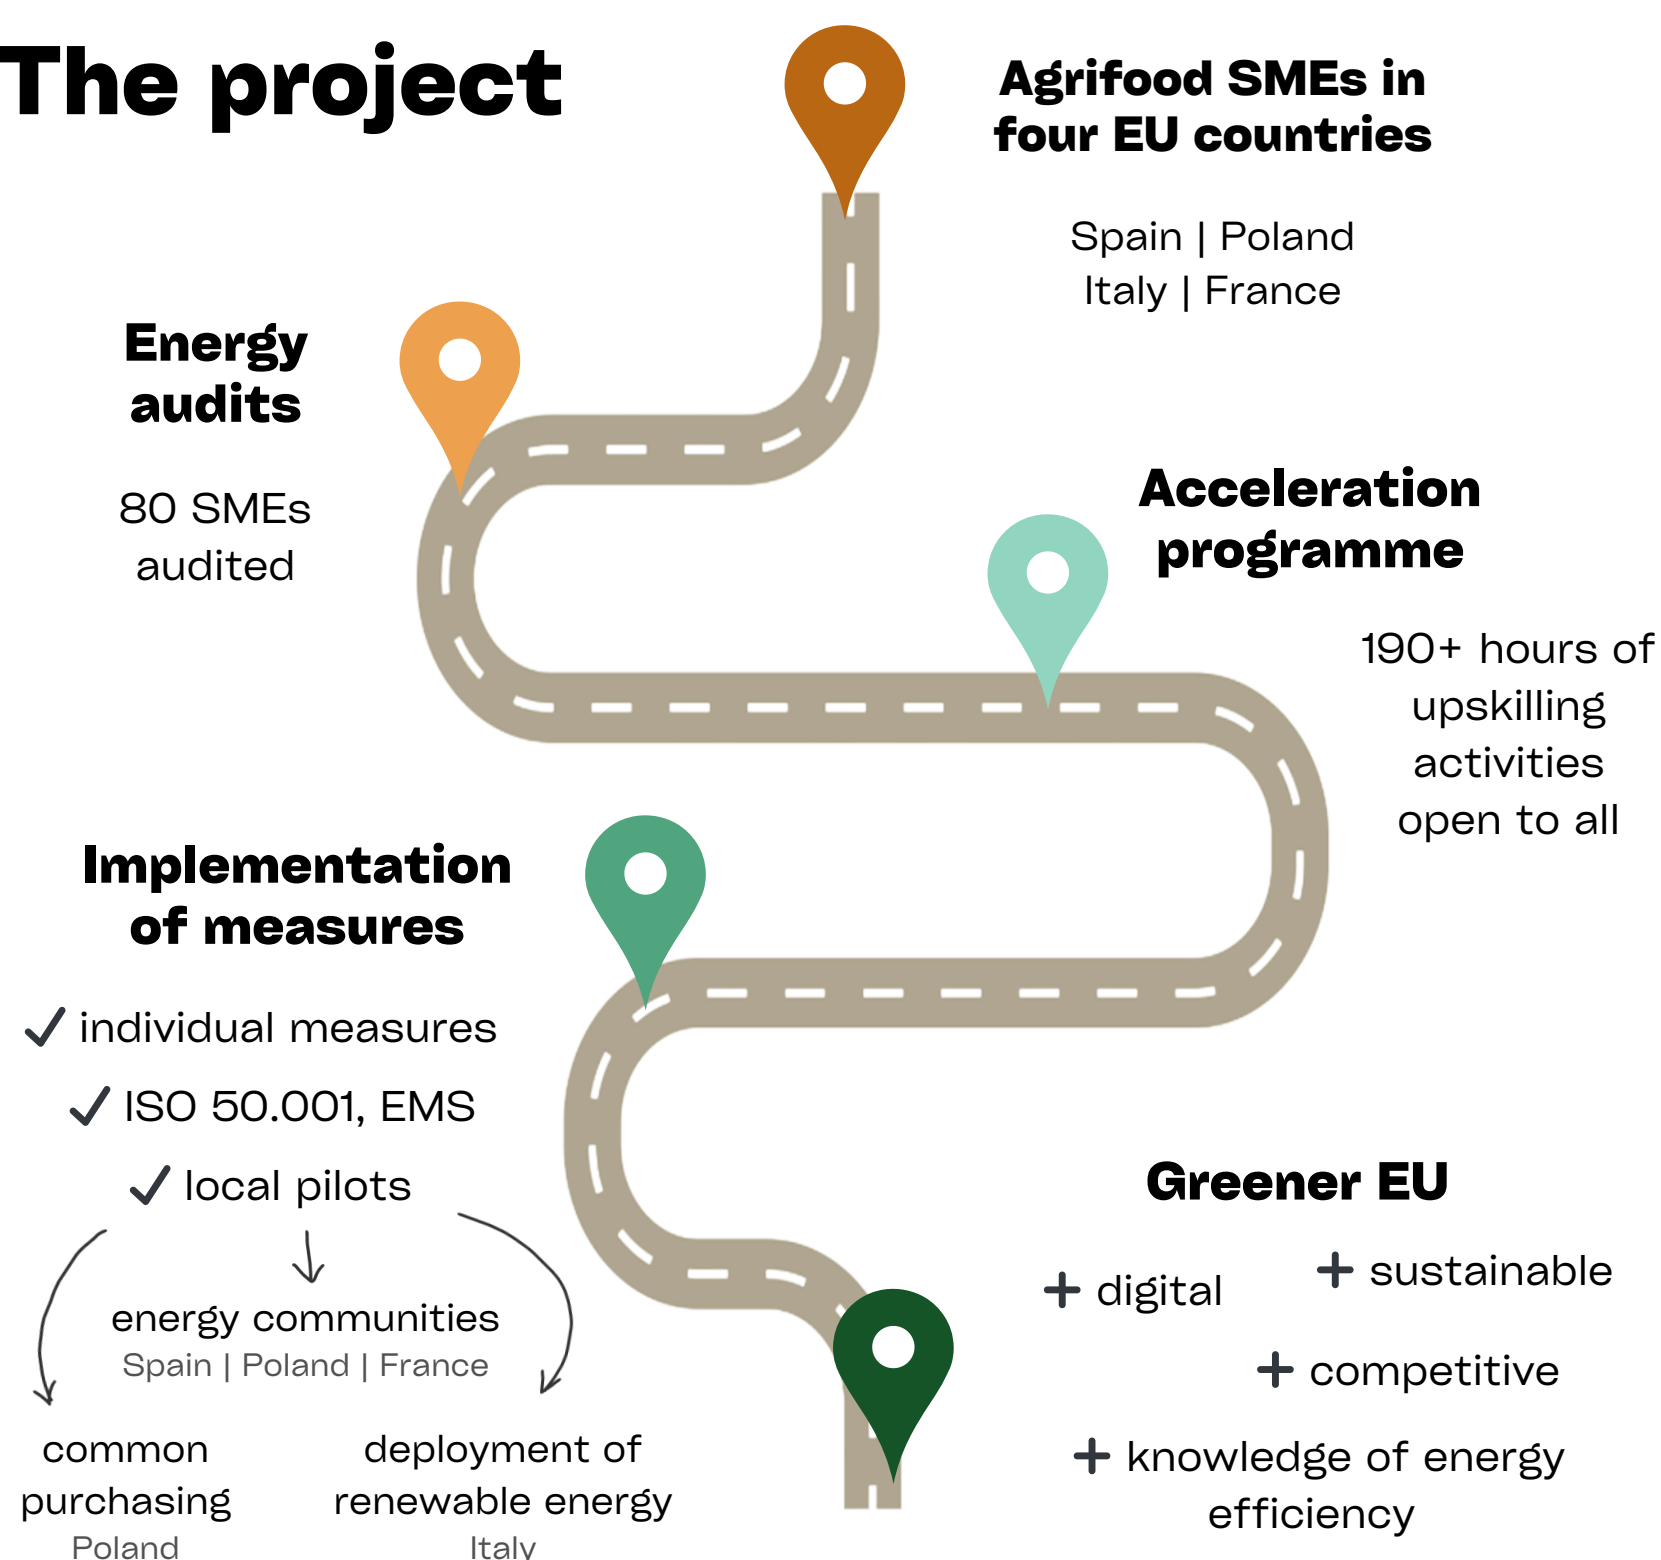 The project
Agrifood SMEs in
four EU countries
Spain | Poland
Italy | France
Energy
audits
80 SMEs
audited
Acceleration
programme
190+ hours of
upskilling
activities
open to all
Implementation
of measures
individual measures
ISO 50.001, EMS
local pilots
energy communities
Spain | Poland | France
common
purchasing
Poland
deployment of
renewable energy
Italy
Greener EU
+ digital
+ sustainable
+ competitive
+ knowledge of energy
efficiency